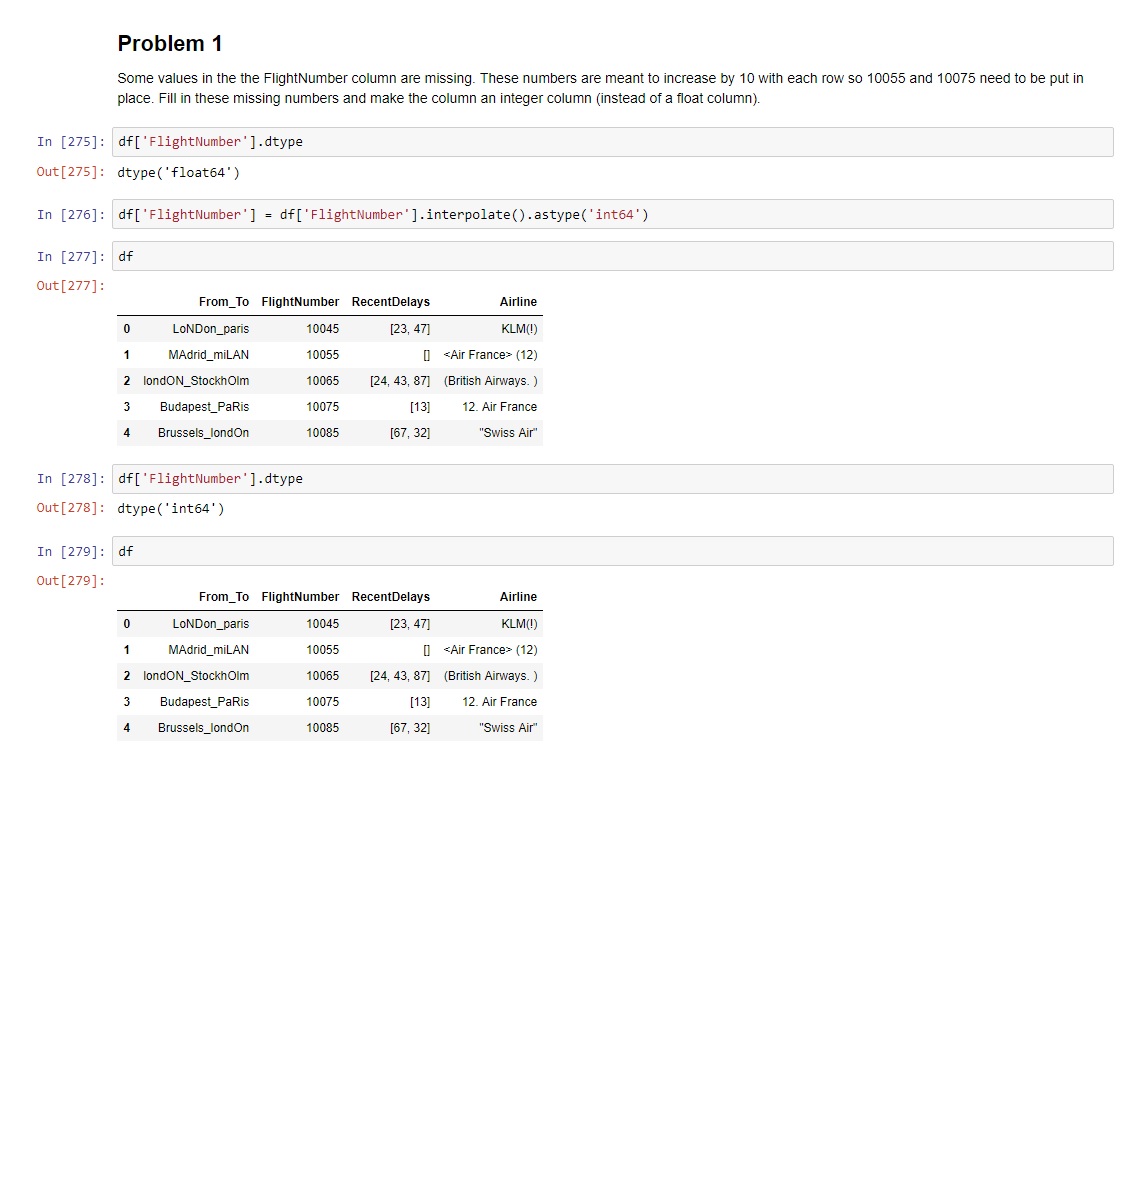 Problem 1
Some values in the the FlightNumber column are missing. These numbers are meant to increase by 10 with each row so 10055 and 10075 need to be put in
place. Fill in these missing numbers and make the column an integer column (instead of a float column).
In [275]: df['FlightNumber'].dtype
Out[275]: dtype('float64')
In [276]: df['FlightNumber'] = df['FlightNumber'].interpolate().astype('int64')
In [277]: df
Out[277]:
From_To FlightNumber RecentDelays Airline
0 LoNDon_paris 10045 [23, 47] KLM(!)
1 MAdrid_miLAN 10055 [] <Air France> (12)
2 londON_StockhOlm 10065 [24, 43, 87] (British Airways. )
3 Budapest_PaRis 10075 [13] 12. Air France
4 Brussels_londOn 10085 [67, 32] "Swiss Air"
In [278]: df['FlightNumber'].dtype
Out[278]: dtype('int64')
In [279]: df
Out[279]:
From_To FlightNumber RecentDelays Airline
0 LoNDon_paris 10045 [23, 47] KLM(!)
1 MAdrid_miLAN 10055 [] <Air France> (12)
2 londON_StockhOlm 10065 [24, 43, 87] (British Airways. )
3 Budapest_PaRis 10075 [13] 12. Air France
4 Brussels_londOn 10085 [67, 32] "Swiss Air"